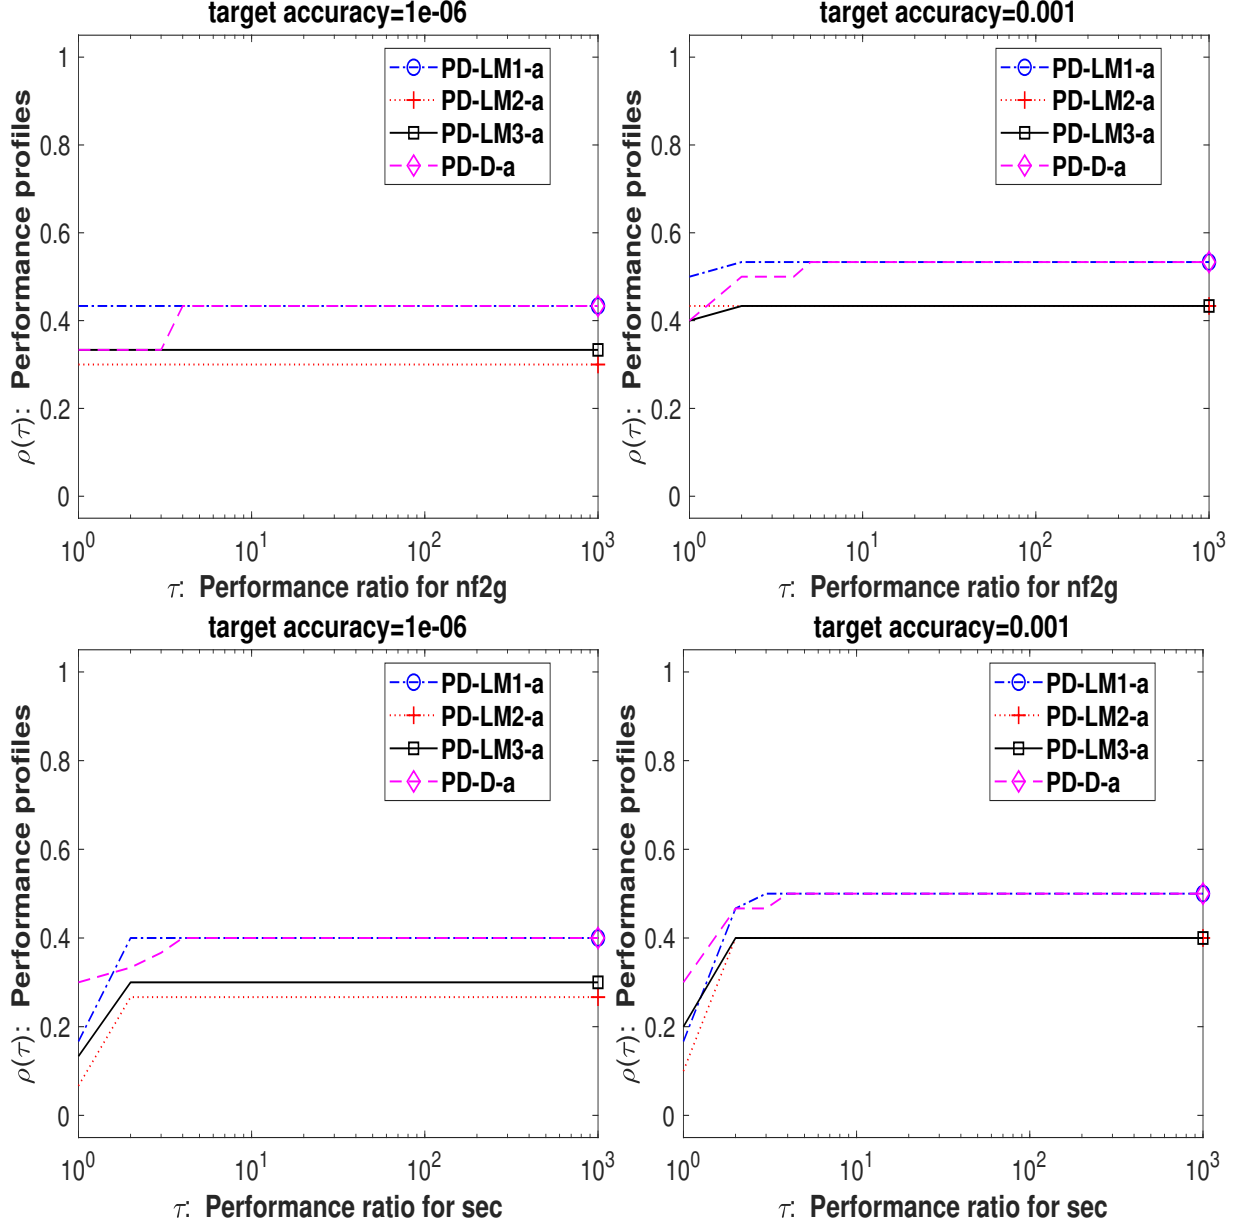 target accuracy=1e-06
1
0.8
0.6
0.4
0.2
0
ρ(τ): Performance profiles
PD-LM1-a
PD-LM2-a
PD-LM3-a
PD-D-a
10^0
10^1
10^2
10^3
τ: Performance ratio for nf2g
target accuracy=0.001
1
0.8
0.6
0.4
0.2
0
ρ(τ): Performance profiles
PD-LM1-a
PD-LM2-a
PD-LM3-a
PD-D-a
10^0
10^1
10^2
10^3
τ: Performance ratio for nf2g
target accuracy=1e-06
1
0.8
0.6
0.4
0.2
0
ρ(τ): Performance profiles
PD-LM1-a
PD-LM2-a
PD-LM3-a
PD-D-a
10^0
10^1
10^2
10^3
τ: Performance ratio for sec
target accuracy=0.001
1
0.8
0.6
0.4
0.2
0
ρ(τ): Performance profiles
PD-LM1-a
PD-LM2-a
PD-LM3-a
PD-D-a
10^0
10^1
10^2
10^3
τ: Performance ratio for sec